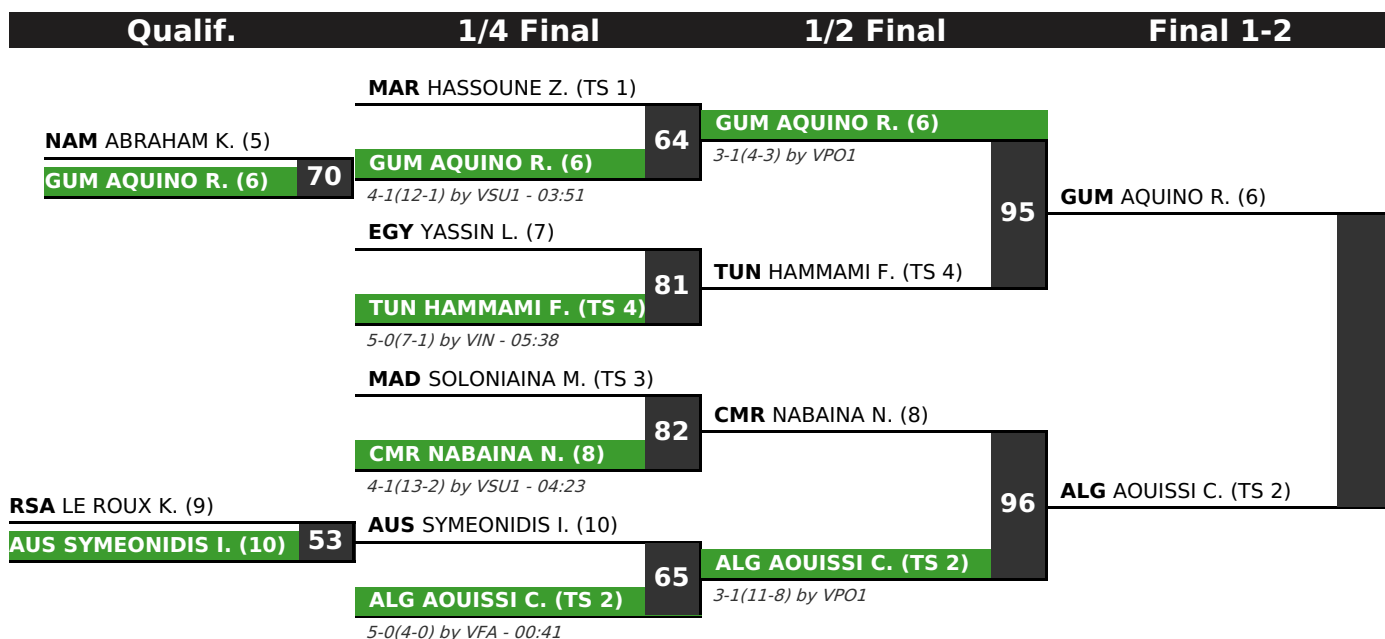 Qualif.
1/4 Final
1/2 Final
Final 1-2
NAM ABRAHAM K. (5)
GUM AQUINO R. (6)
70
RSA LE ROUX K. (9)
AUS SYMEONIDIS I. (10)
53
MAR HASSOUNE Z. (TS 1)
64
GUM AQUINO R. (6)
4-1(12-1) by VSU1 - 03:51
EGY YASSIN L. (7)
81
TUN HAMMAMI F. (TS 4)
5-0(7-1) by VIN - 05:38
MAD SOLONIAINA M. (TS 3)
82
CMR NABAINA N. (8)
4-1(13-2) by VSU1 - 04:23
AUS SYMEONIDIS I. (10)
65
ALG AOUISSI C. (TS 2)
5-0(4-0) by VFA - 00:41
GUM AQUINO R. (6)
3-1(4-3) by VPO1
95
TUN HAMMAMI F. (TS 4)
CMR NABAINA N. (8)
96
ALG AOUISSI C. (TS 2)
3-1(11-8) by VPO1
GUM AQUINO R. (6)
ALG AOUISSI C. (TS 2)